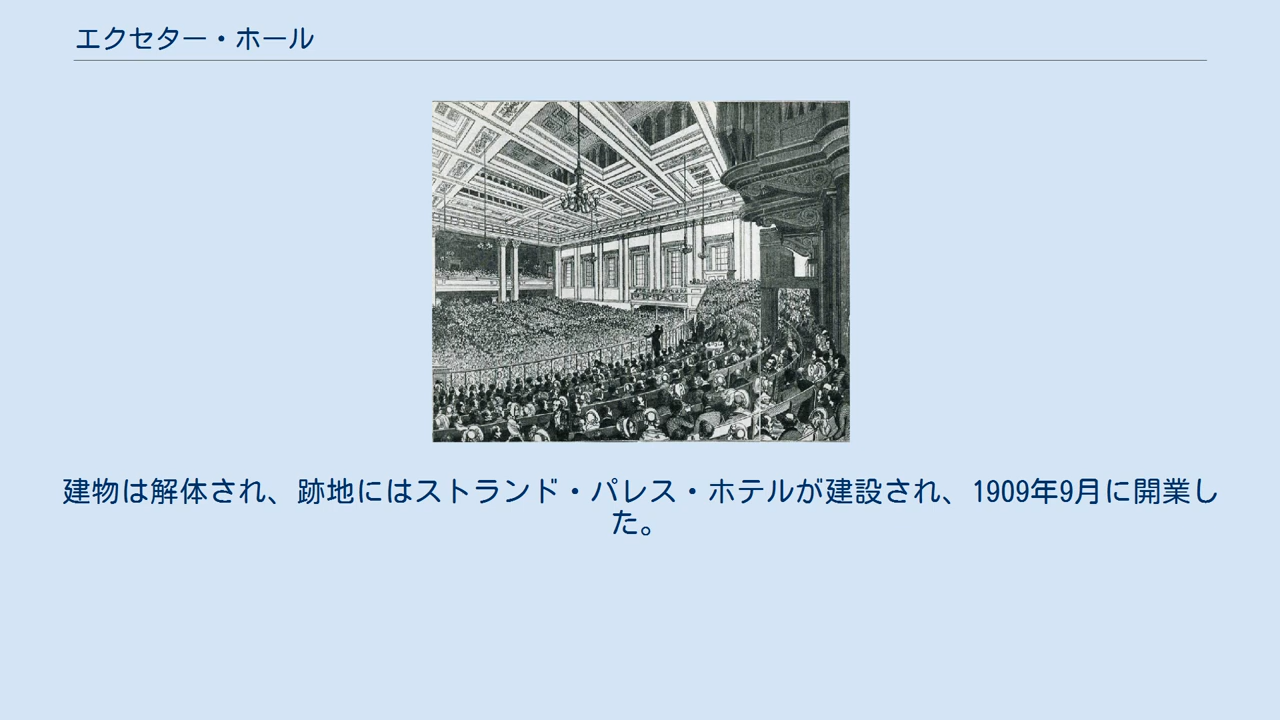 エクセター・ホール
建物は解体され、跡地にはストランド・パレス・ホテルが建設され、1909年9月に開業し
た。